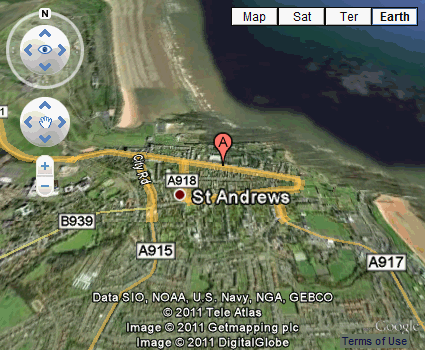 N
Map Sat Ter Earth
1
A
City Rd
A918
St Andrews
B939
A915
A917
Data SIO, NOAA, U.S. Navy, NGA, GEBCO
© 2011 Tele Atlas
Image © 2011 Getmapping plc
Google
Image © 2011 DigitalGlobe
Terms of Use